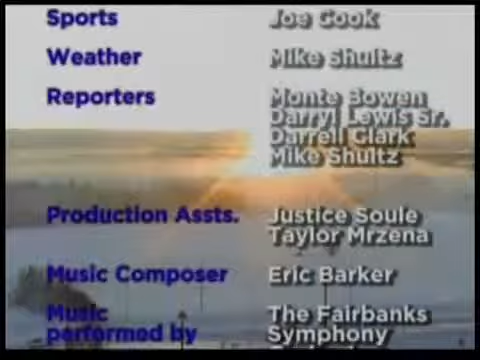 Sports Joe Cook
Weather Mike Shultz
Reporters Monte Bowen
Darryl Lewis Sr.
Darrell Clark
Mike Shultz
Production Assts. Justice Soule
Taylor Mrzena
Music Composer Eric Barker
Music The Fairbanks
performed by Symphony